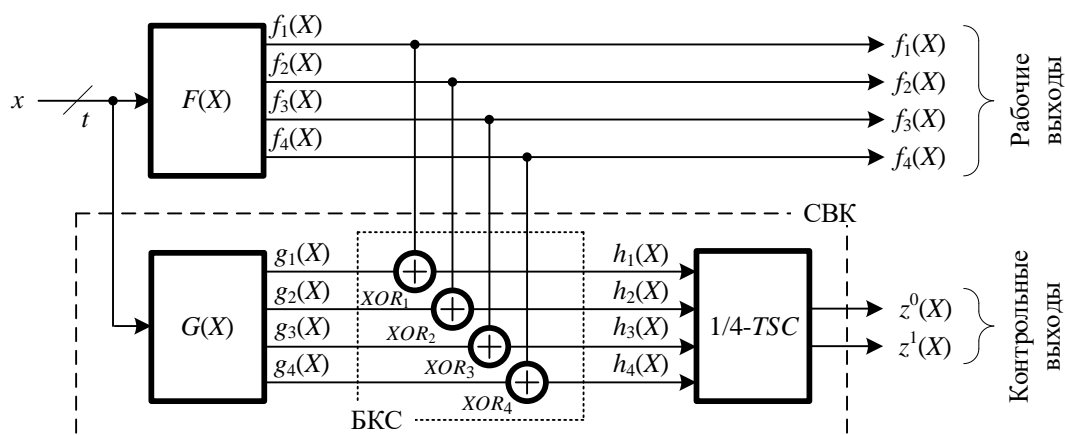 x
t
F(X)
f₁(X)
f₂(X)
f₃(X)
f₄(X)
f₁(X)
f₂(X)
f₃(X)
f₄(X)
Рабочие
выходы
СВК
G(X)
g₁(X)
g₂(X)
g₃(X)
g₄(X)
XOR₁
XOR₂
XOR₃
XOR₄
БКС
h₁(X)
h₂(X)
h₃(X)
h₄(X)
1/4-TSC
z⁰(X)
z¹(X)
Контрольные
выходы